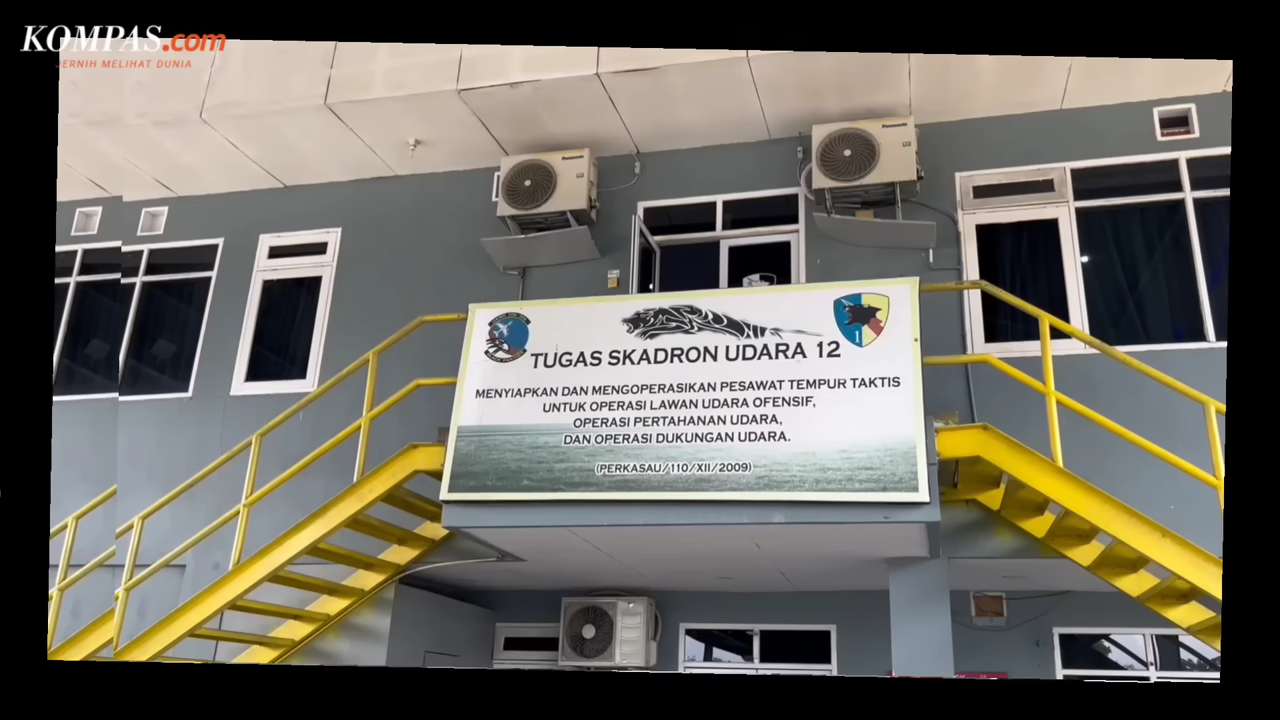 KOMPAS.com
JERNIH MELIHAT DUNIA
Panasonic
Panasonic
TUGAS SKADRON UDARA 12
MENYIAPKAN DAN MENGOPERASIKAN PESAWAT TEMPUR TAKTIS
UNTUK OPERASI LAWAN UDARA OFENSIF,
OPERASI PERTAHANAN UDARA,
DAN OPERASI DUKUNGAN UDARA.
(PERKASAU/110/XII/2009)
1